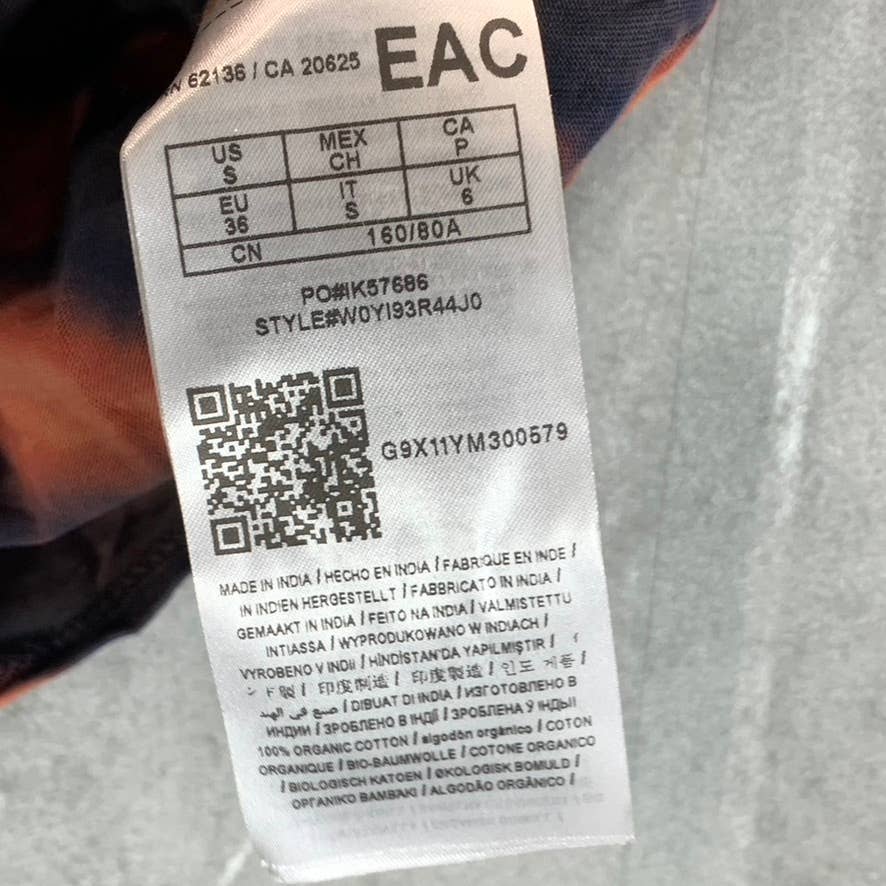 62136 / CA 20625
EAC
US MEX CA
S CH P
EU IT UK
36 S 6
CN 160/80A
PO#IK57686
STYLE#W0YI93R44J0
G9X11YM300579
MADE IN INDIA / HECHO EN INDIA / FABRIQUE EN INDE /
IN INDIEN HERGESTELLT / FABBRICATO IN INDIA /
GEMAAKT IN INDIA / FEITO NA INDIA / VALMISTETTU
INTIASSA / WYPRODUKOWANO W INDIACH /
VYROBENO V INDII / HİNDİSTAN'DA YAPILMIŞTIR / イ
ンド製 / 印度制造 / 印度製造 / 인도 제품 /
صنع في الهند / DIBUAT DI INDIA / ИЗГОТОВЛЕНО В
ИНДИИ / ЗРОБЛЕНО В ІНДІЇ / ЗРОБЛЕНА Ў ІНДЫІ
100% ORGANIC COTTON / algodón orgánico / COTON
ORGANIQUE / BIO-BAUMWOLLE / COTONE ORGANICO
/ BIOLOGISCH KATOEN / ØKOLOGISK BOMULD /
ΟΡΓΑΝΙΚΟ ΒΑΜΒΑΚΙ / ALGODÃO ORGÂNICO /